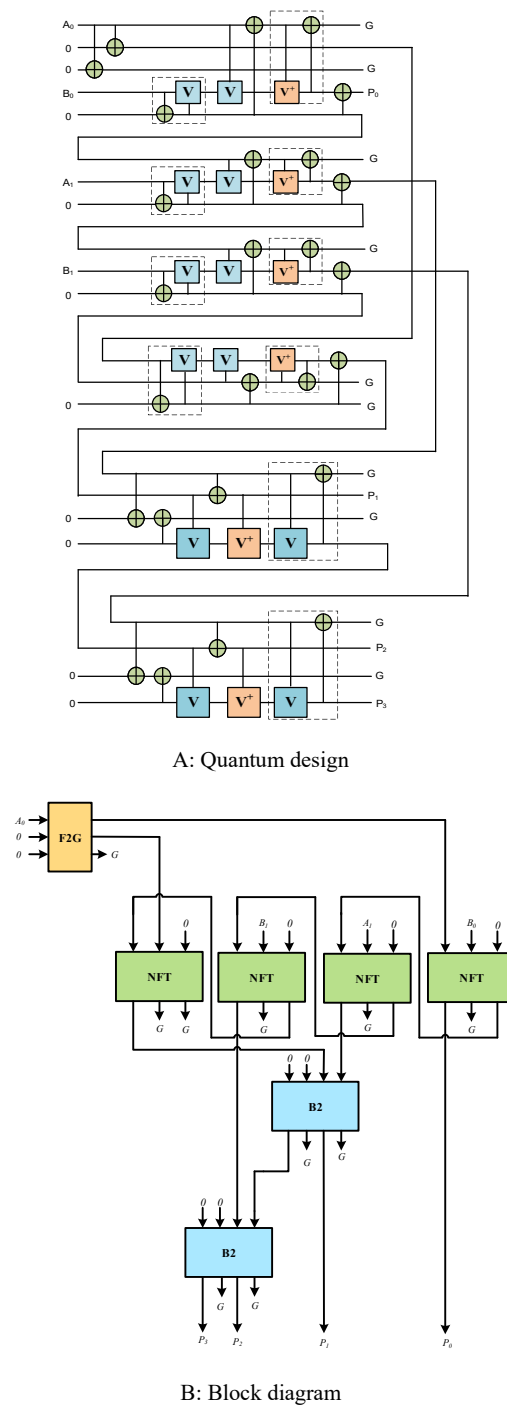 A₀ G
0
0 G
B₀ V V V⁺ P₀
0
G
A₁ V V V⁺
0
G
B₁ V V V⁺
0
V V V⁺
G
0 G
G
P₁
0 G
0 V V⁺ V
G
P₂
0 G
0 V V⁺ V P₃
A: Quantum design
A₀
0 F2G
0 G
0 B₁ 0 A₁ 0 B₀ 0
NFT NFT NFT NFT
G G G G G
0 0
B2
G G
0 0
B2
G G
P₃ P₂ P₁ P₀
B: Block diagram